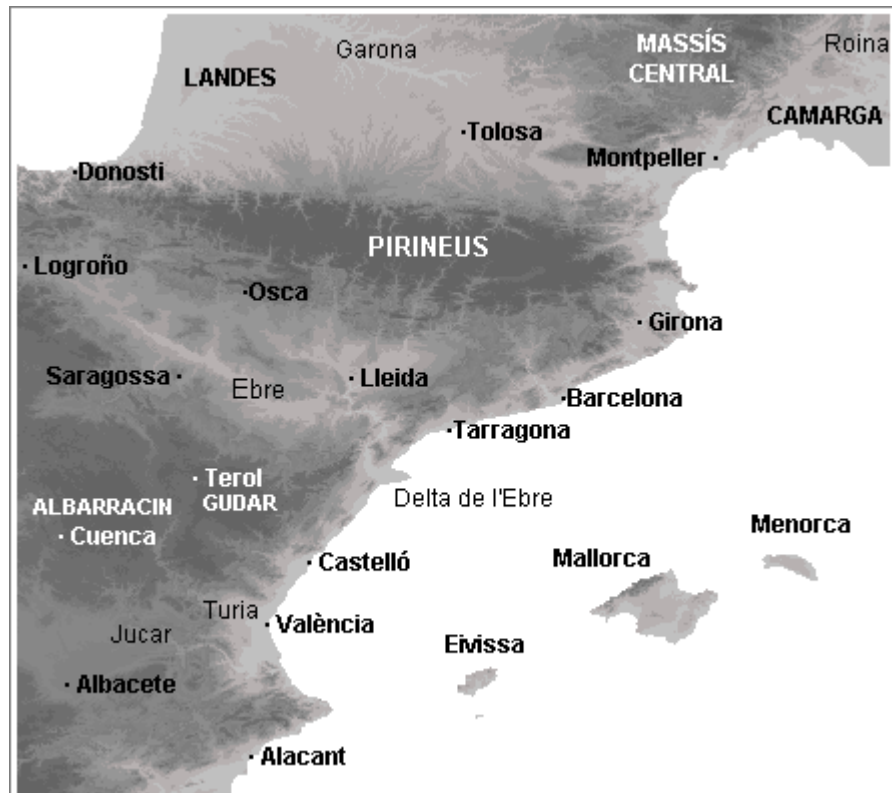 Garona
MASSÍS
CENTRAL
Roina
LANDES
CAMARGA
Tolosa
Montpeller
Donosti
PIRINEUS
Logroño
Osca
Girona
Saragossa
Ebre
Lleida
Barcelona
Tarragona
Terol
GUDAR
Delta de l'Ebre
ALBARRACIN
Cuenca
Menorca
Mallorca
Castelló
Turia
València
Jucar
Eivissa
Albacete
Alacant